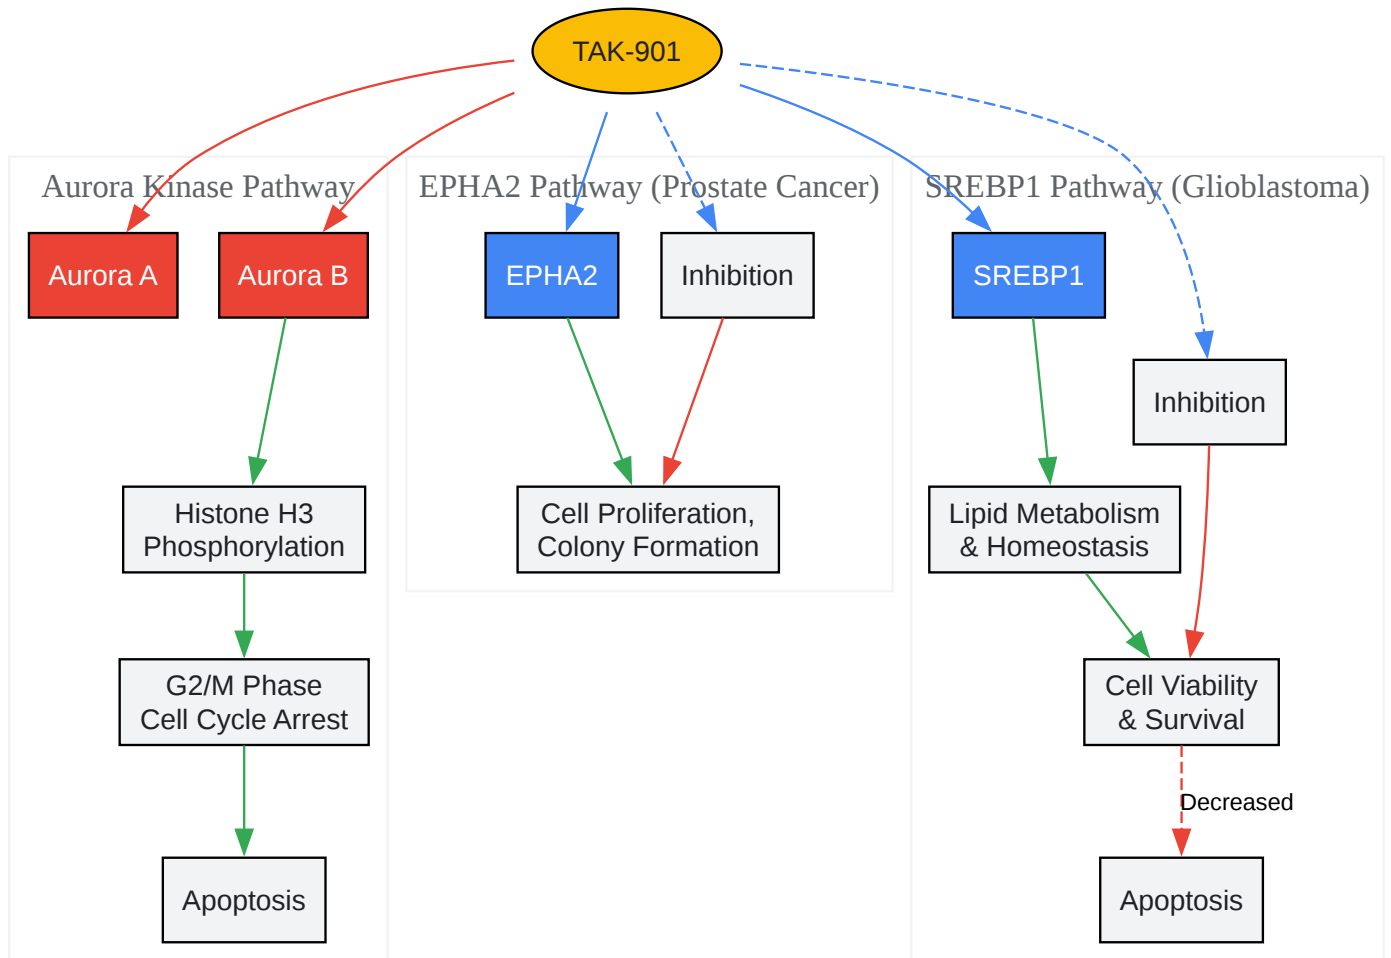 TAK-901
Aurora Kinase Pathway
EPHA2 Pathway (Prostate Cancer)
SREBP1 Pathway (Glioblastoma)
Aurora A
Aurora B
EPHA2
Inhibition
SREBP1
Inhibition
Histone H3
Phosphorylation
Cell Proliferation,
Colony Formation
Lipid Metabolism
& Homeostasis
G2/M Phase
Cell Cycle Arrest
Cell Viability
& Survival
Decreased
Apoptosis
Apoptosis